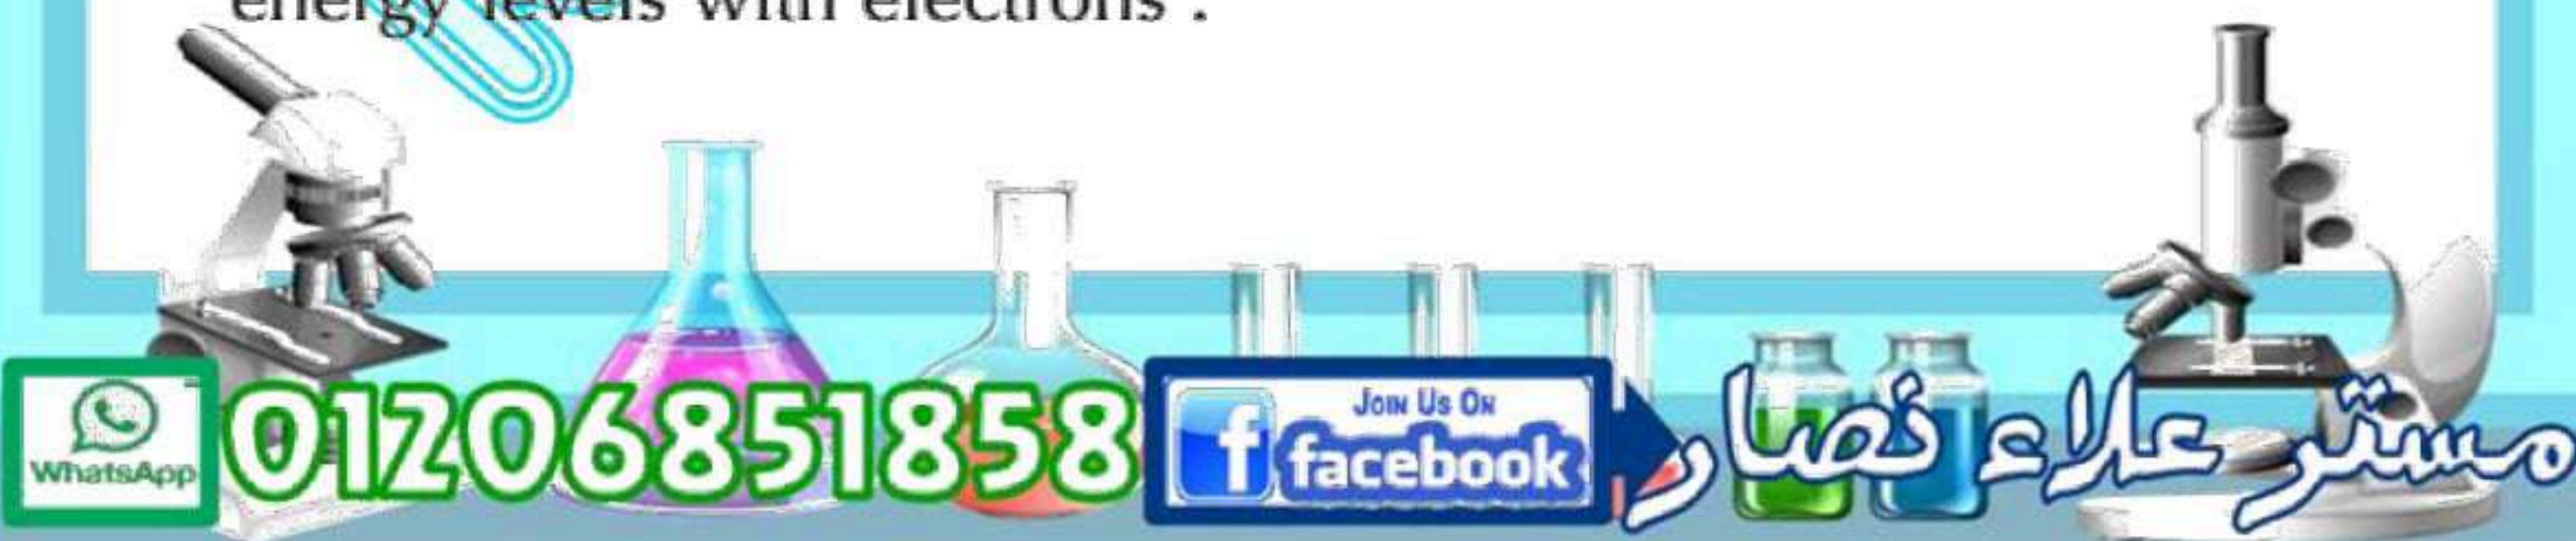 energy levels with electrons .
WhatsApp
01206851858
JOIN US ON
facebook
مستر علاء نصار